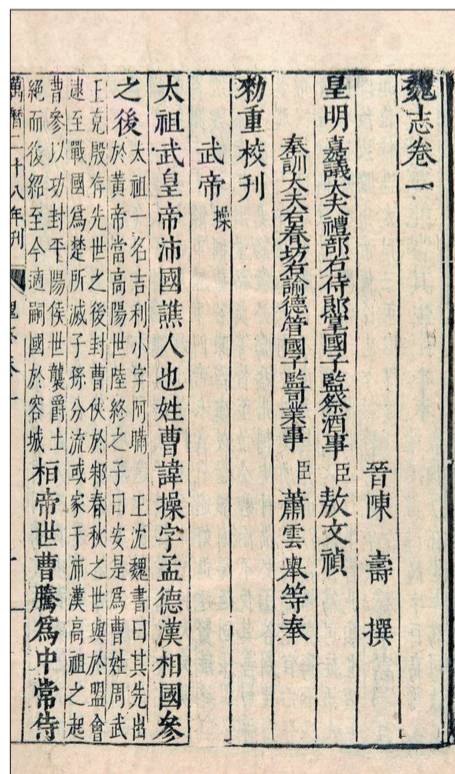 魏志卷一
晉陳壽撰
皇明嘉議大夫禮部右侍郎掌國子監祭酒事臣敖文禎
奉訓大夫右春坊右諭德管國子監司業事臣蕭雲舉等奉
勑重校刊
武帝操
太祖武皇帝沛國譙人也姓曹諱操字孟德漢相國參
之後太祖一名吉利小字阿瞞王沈魏書曰其先出
於黃帝當高陽世陸終之子曰安是爲曹姓周武
王克殷存先世之後封曹俠於邾春秋之世與於盟會
逮至戰國爲楚所滅子孫分流或家于沛漢高祖之起
曹參以功封平陽侯世襲爵土
絕而後紹至今適嗣國於容城桓帝世曹騰爲中常侍
萬曆二十八年刊
魏志卷一
一